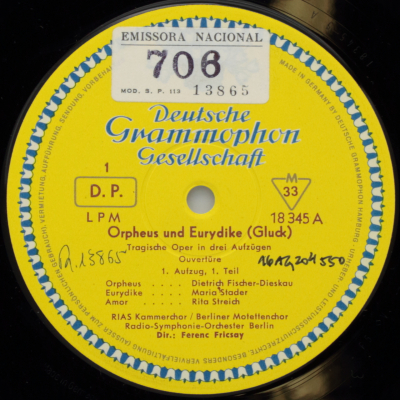 EMISSORA NACIONAL
706
MOD. S. P. 113 13865
Deutsche
Grammophon
Gesellschaft
1
D. P.
M
33
LPM
18 345 A
Orpheus und Eurydike (Gluck)
Tragische Oper in drei Aufzügen
Ouvertüre
1. Aufzug, 1. Teil
Orpheus . . . . Dietrich Fischer-Dieskau
Eurydike . . . . Maria Stader
Amor . . . . Rita Streich
RIAS Kammerchor / Berliner Motettenchor
Radio-Symphonie-Orchester Berlin
Dir.: Ferenc Fricsay
13865
MADE IN GERMANY BY DEUTSCHE GRAMMOPHON